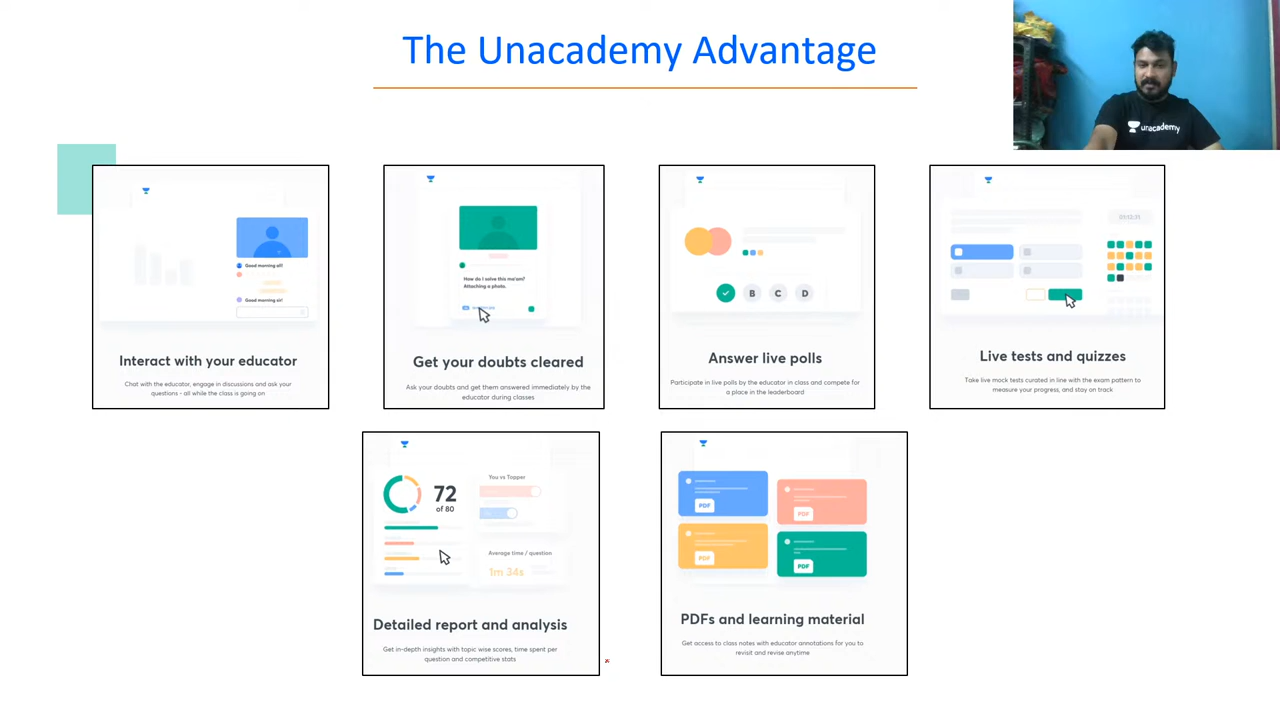 The Unacademy Advantage
unacademy
Good morning all!
Good morning sir!
Interact with your educator
Chat with the educator, engage in discussions and ask your
questions - all while the class is going on
How do I solve this ma'am?
Attaching a photo.
Get your doubts cleared
Ask your doubts and get them answered immediately by the
educator during classes
B C D
Answer live polls
Participate in live polls by the educator in class and compete for
a place in the leaderboard
Live tests and quizzes
Take live mock tests curated in line with the exam pattern to
measure your progress, and stay on track
72
of 80
You vs Topper
Average time / question
1m 34s
Detailed report and analysis
Get in-depth insights with topic wise scores, time spent per
question and competitive stats
PDF
PDF
PDF
PDF
PDFs and learning material
Get access to class notes with educator annotations for you to
revisit and revise anytime